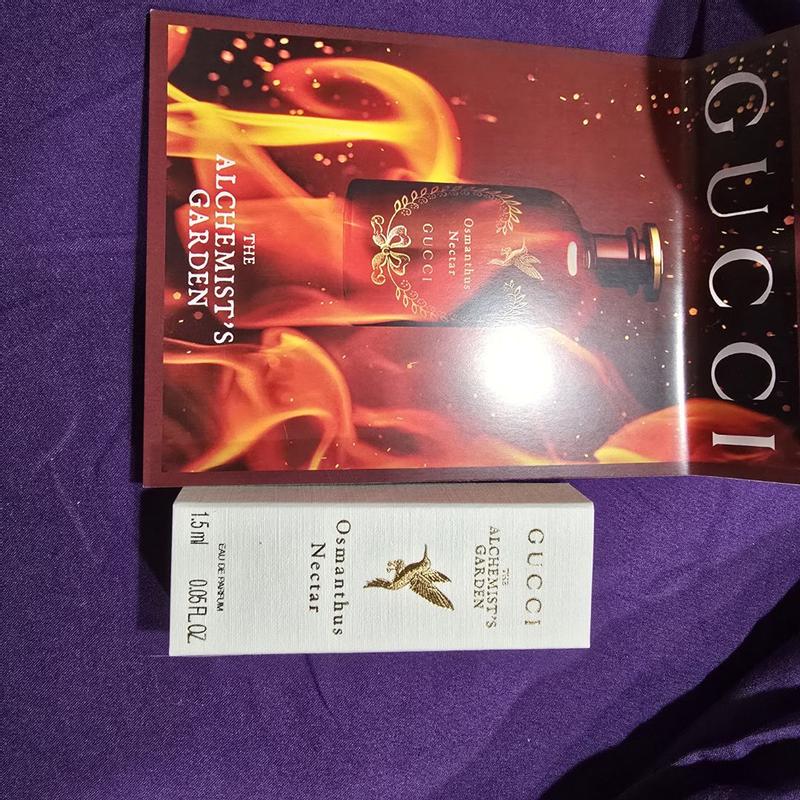 GUCCI
Osmanthus
Nectar
GUCCI
THE
ALCHEMIST'S
GARDEN
GUCCI
THE
ALCHEMIST'S
GARDEN
Osmanthus
Nectar
EAU DE PARFUM
1.5 ml 0.05 FL.OZ.